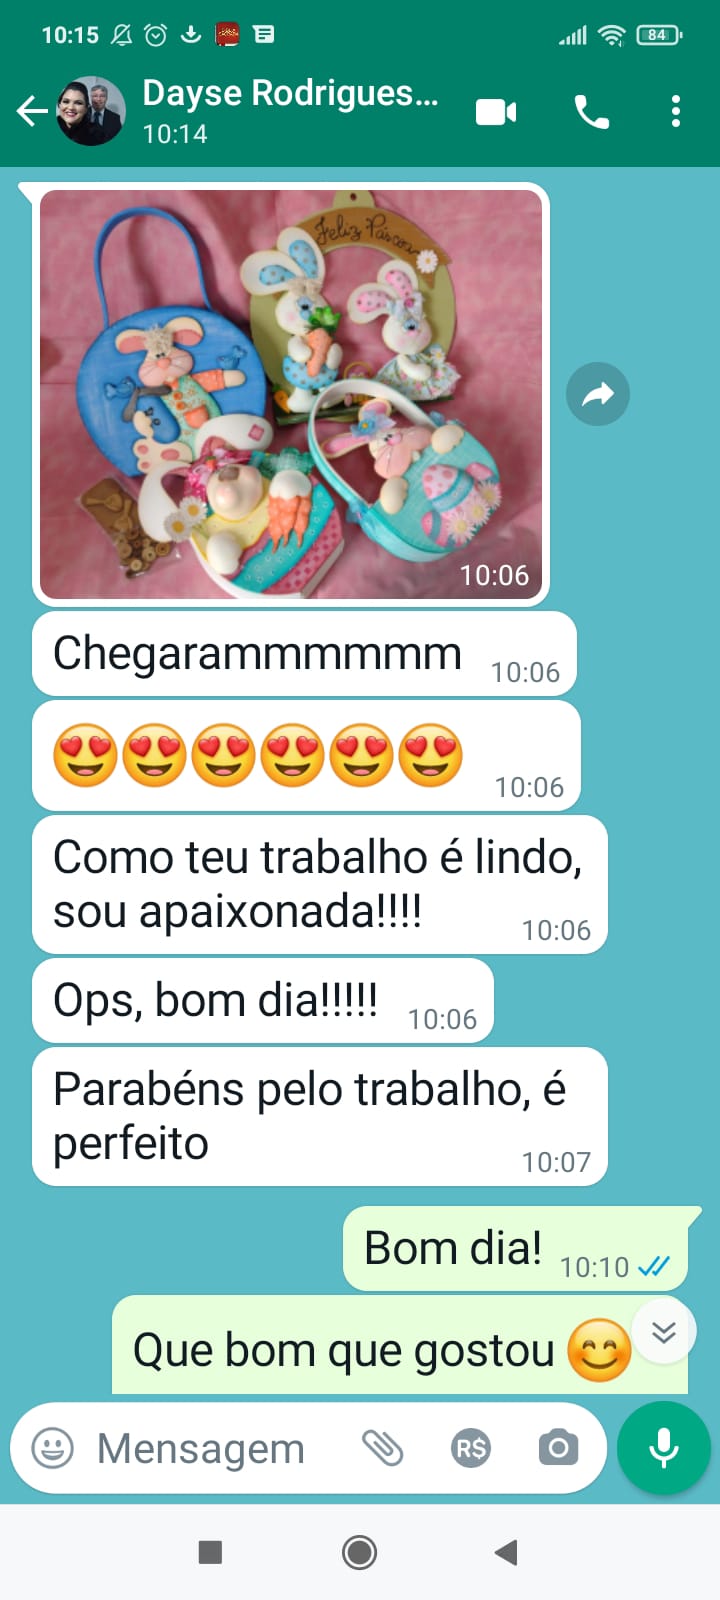 10:15
84
Dayse Rodrigues...
10:14
Feliz Páscoa
10:06
Chegarammmmmm 10:06
😍😍😍😍😍😍 10:06
Como teu trabalho é lindo,
sou apaixonada!!!! 10:06
Ops, bom dia!!!!! 10:06
Parabéns pelo trabalho, é
perfeito 10:07
Bom dia! 10:10
Que bom que gostou 😊
Mensagem R$